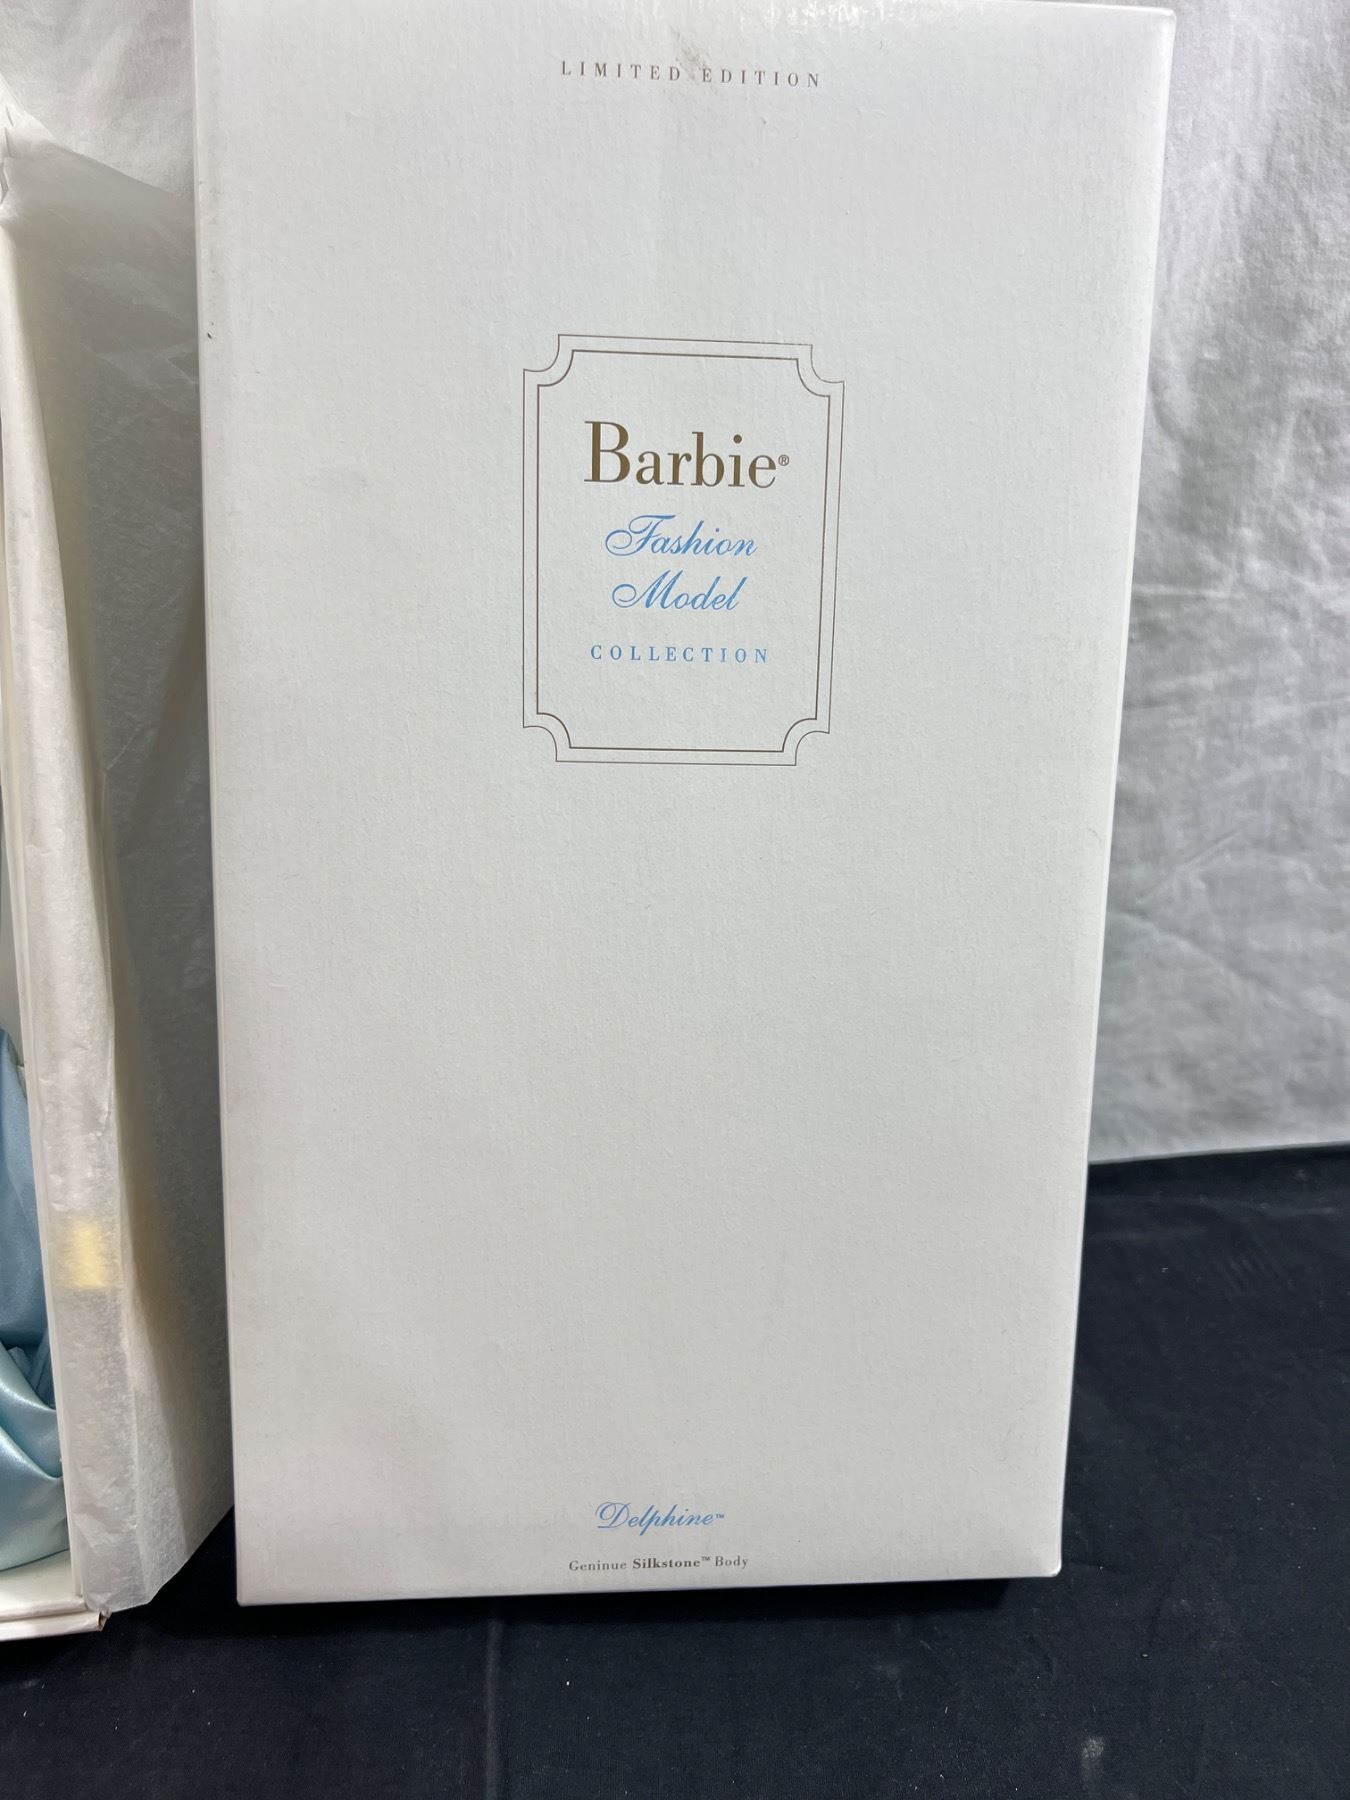 LIMITED EDITION
Barbie®
Fashion
Model
COLLECTION
Delphine™
Geninue Silkstone™ Body